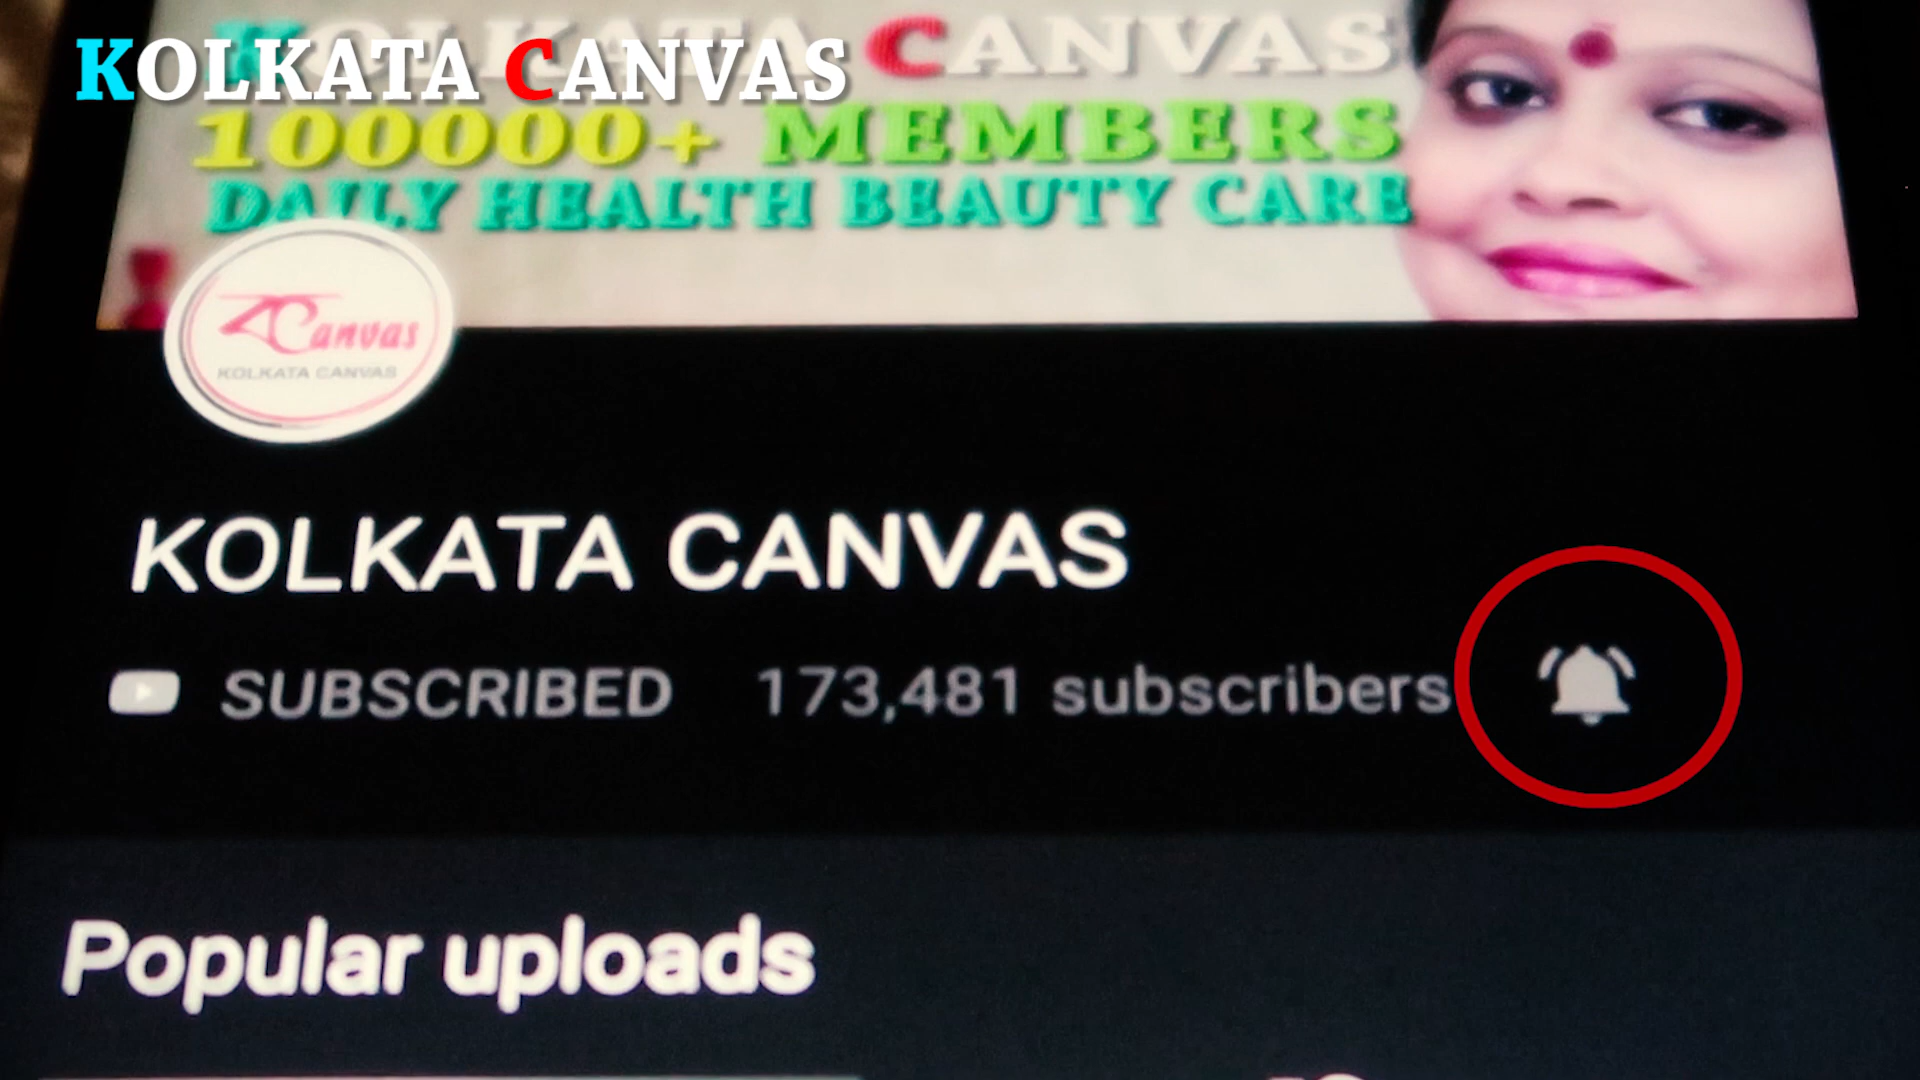 KOLKATA CANVAS
KOLKATA CANVAS
100000+ MEMBERS
DAILY HEALTH BEAUTY CARE
Canvas
KOLKATA CANVAS
KOLKATA CANVAS
SUBSCRIBED 173,481 subscribers
Popular uploads